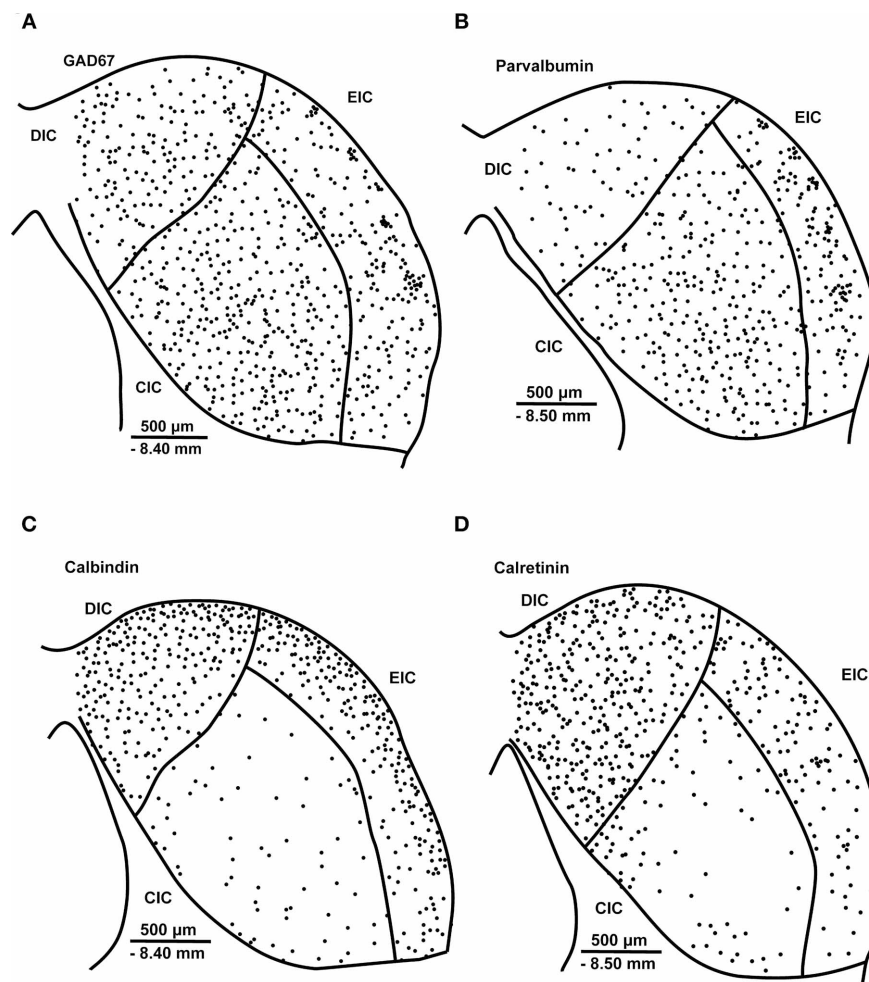 A
GAD67
EIC
DIC
CIC
500 µm
- 8.40 mm
B
Parvalbumin
EIC
DIC
CIC
500 µm
- 8.50 mm
C
Calbindin
DIC
EIC
CIC
500 µm
- 8.40 mm
D
Calretinin
DIC
EIC
CIC
500 µm
- 8.50 mm